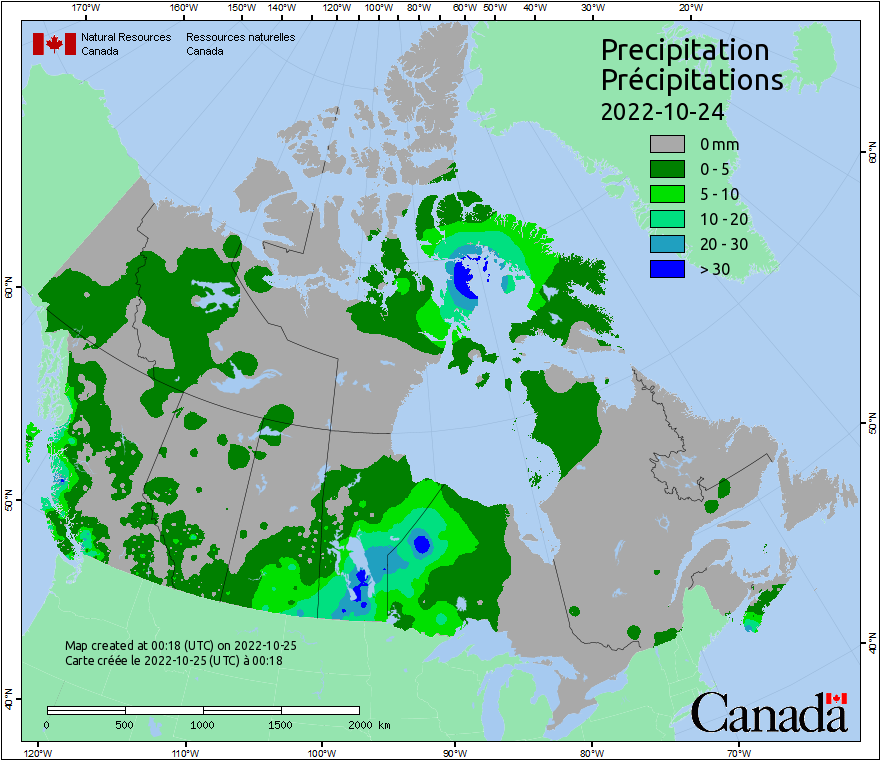 170°W 160°W 150°W 140°W 130°W 120°W 110°W 100°W 90°W 80°W 60°W 50°W 40°W 30°W 20°W
Natural Resources Ressources naturelles
Canada Canada
Precipitation
Précipitations
2022-10-24
0 mm
0 - 5
5 - 10
10 - 20
20 - 30
> 30
60°N
60°N
50°N
50°N
40°N
40°N
Map created at 00:18 (UTC) on 2022-10-25
Carte créée le 2022-10-25 (UTC) à 00:18
0 500 1000 1500 2000 km
Canada
120°W 110°W 100°W 90°W 80°W 70°W